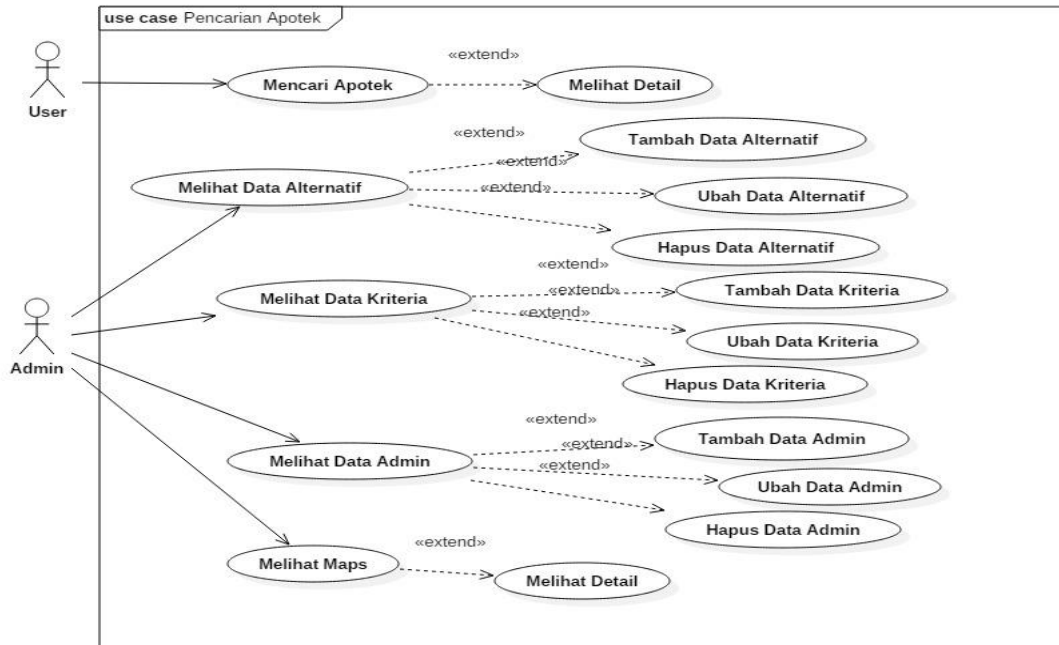 use case Pencarian Apotek
User
«extend»
Mencari Apotek
Melihat Detail
«extend»
Tambah Data Alternatif
«extend»
Melihat Data Alternatif
«extend»
Ubah Data Alternatif
Hapus Data Alternatif
«extend»
Admin
Melihat Data Kriteria
«extend»
Tambah Data Kriteria
«extend»
Ubah Data Kriteria
Hapus Data Kriteria
«extend»
Tambah Data Admin
«extend»
Melihat Data Admin
«extend»
Ubah Data Admin
Hapus Data Admin
«extend»
Melihat Maps
Melihat Detail